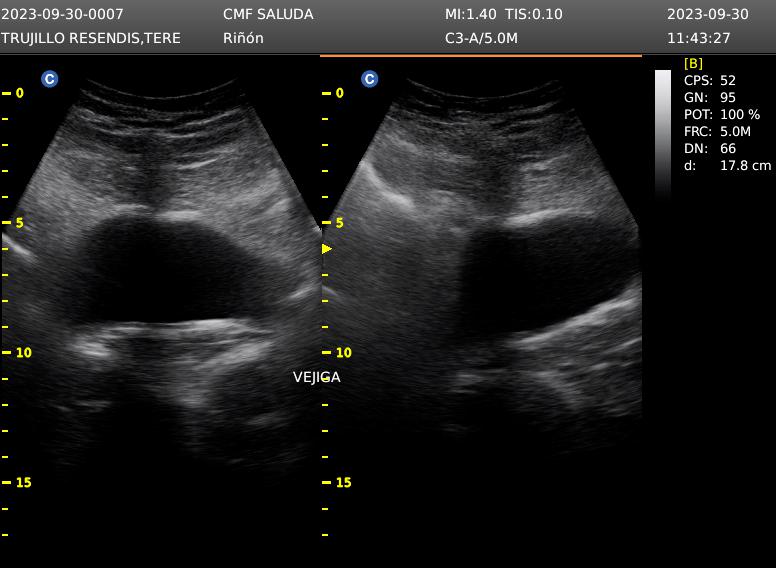 2023-09-30-0007 CMF SALUDA MI:1.40 TIS:0.10 2023-09-30
TRUJILLO RESENDIS,TERE Riñón C3-A/5.0M 11:43:27
[B]
CPS: 52
GN: 95
POT: 100 %
FRC: 5.0M
DN: 66
d: 17.8 cm
C C
0 0
5 5
10 10
VEJIGA
15 15